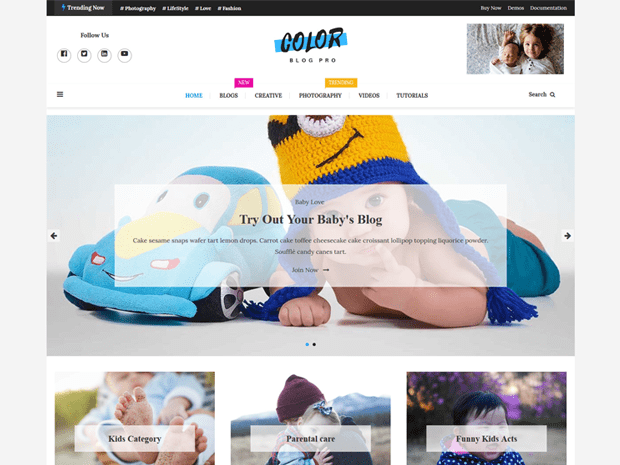 Trending Now # Photography # LifeStyle # Love # Fashion Buy Now Demos Documentation
Follow Us
COLOR
BLOG PRO
NEW TRENDING
HOME BLOGS CREATIVE PHOTOGRAPHY VIDEOS TUTORIALS Search
Baby Love
Try Out Your Baby's Blog
Cake sesame snaps wafer tart lemon drops. Carrot cake toffee cheesecake cake croissant lollipop topping liquorice powder.
Soufflé candy canes tart.
Join Now →
Kids Category Parental care Funny Kids Acts